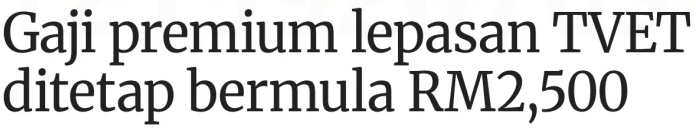 Gaji premium lepasan TVET
ditetap bermula RM2,500